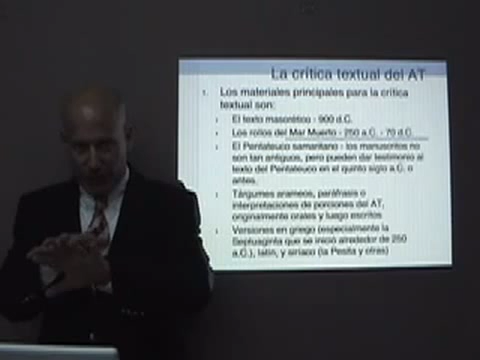 La crítica textual del AT
1. Los materiales principales para la crítica
textual son:
El texto masorético - 900 d.C.
Los rollos del Mar Muerto - 250 a.C. - 70 d.C.
El Pentateuco samaritano - los manuscritos no
son tan antiguos, pero pueden dar testimonio al
texto del Pentateuco en el quinto siglo a.C. o
antes.
Tárgumes arameos, paráfrasis o
interpretaciones de porciones del AT,
originalmente orales y luego escritos
Versiones en griego (especialmente la
Septuaginta que se inició alrededor de 250
a.C.), latín, y siríaco (la Pesita y otras)